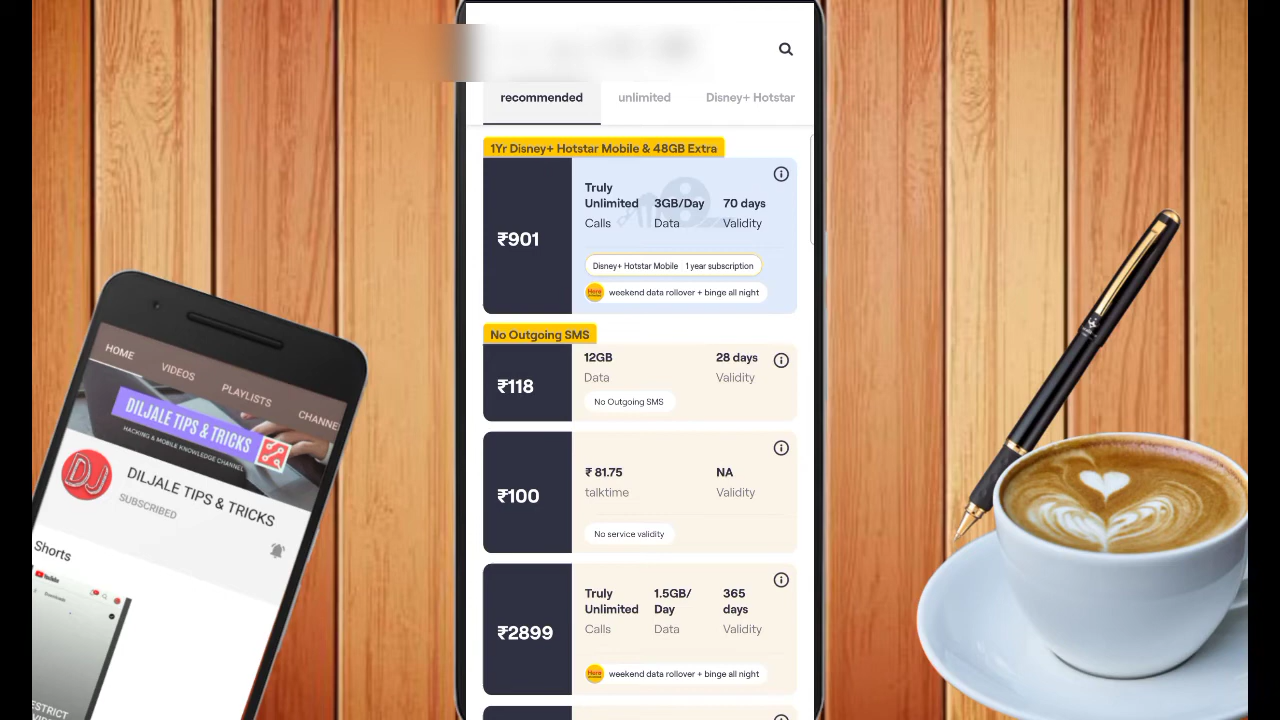 recommended
unlimited
Disney+ Hotstar
1Yr Disney+ Hotstar Mobile & 48GB Extra
₹901
Truly Unlimited
Calls
3GB/Day
Data
70 days
Validity
Disney+ Hotstar Mobile 1 year subscription
Hero
weekend data rollover + binge all night
No Outgoing SMS
₹118
12GB
Data
28 days
Validity
No Outgoing SMS
₹100
₹ 81.75
talktime
NA
Validity
No service validity
₹2899
Truly
Unlimited
Calls
1.5GB/
Day
Data
365
days
Validity
Hero
weekend data rollover + binge all night
HOME
VIDEOS
PLAYLISTS
CHANNE
DILJALE TIPS & TRICKS
HACKING & MOBILE KNOWLEDGE CHANNEL
DJ
DILJALE TIPS & TRICKS
SUBSCRIBED
Shorts
YouTube
Downloads